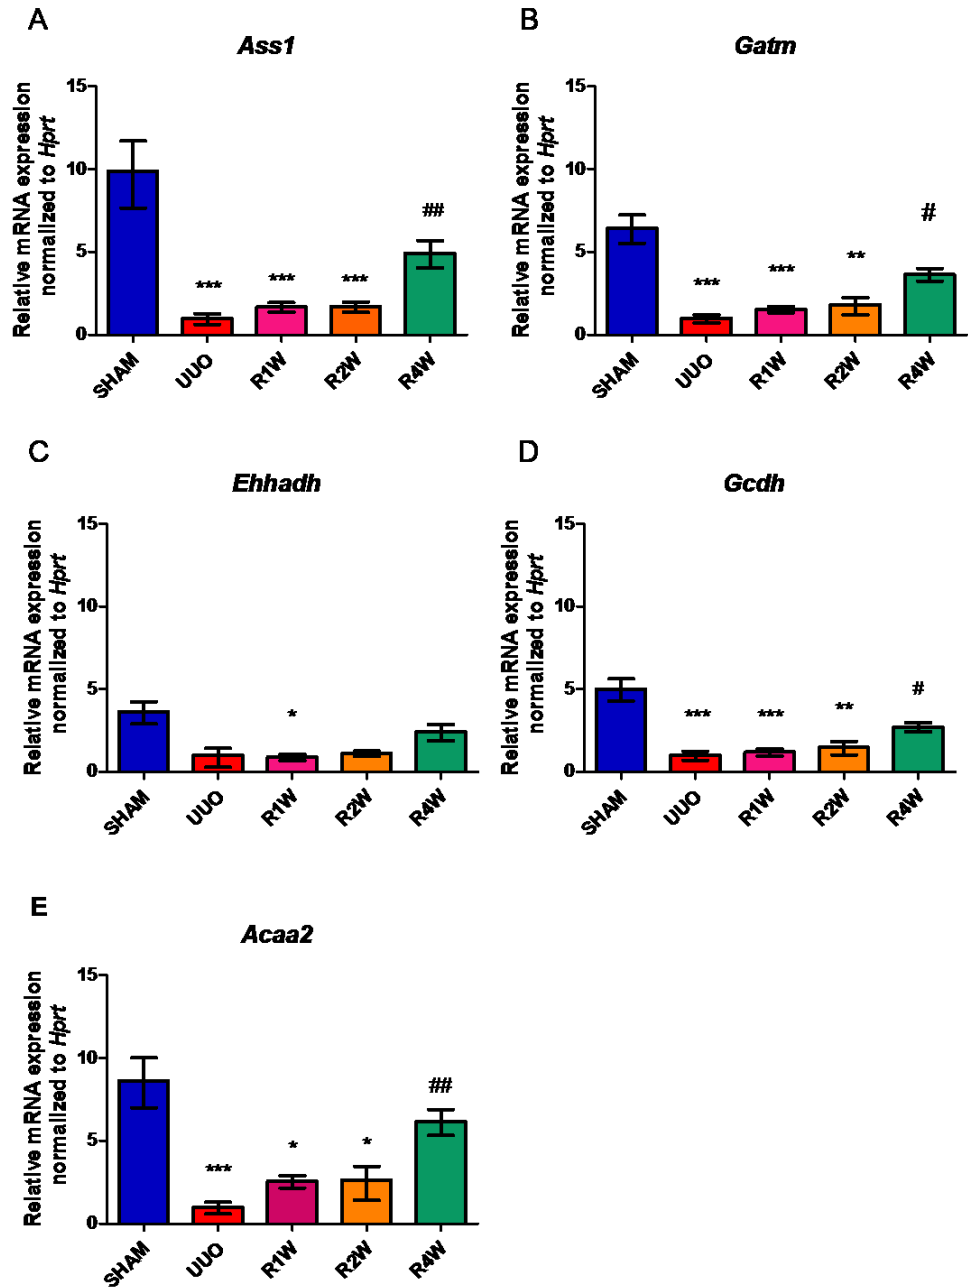 A
Ass1
Relative mRNA expression
normalized to Hprt
15
10
5
0
***
***
***
##
SHAM
UUO
R1W
R2W
R4W
B
Gatm
Relative mRNA expression
normalized to Hprt
15
10
5
0
***
***
**
#
SHAM
UUO
R1W
R2W
R4W
C
Ehhadh
Relative mRNA expression
normalized to Hprt
15
10
5
0
*
SHAM
UUO
R1W
R2W
R4W
D
Gcdh
Relative mRNA expression
normalized to Hprt
15
10
5
0
***
***
**
#
SHAM
UUO
R1W
R2W
R4W
E
Acaa2
Relative mRNA expression
normalized to Hprt
15
10
5
0
***
*
*
##
SHAM
UUO
R1W
R2W
R4W